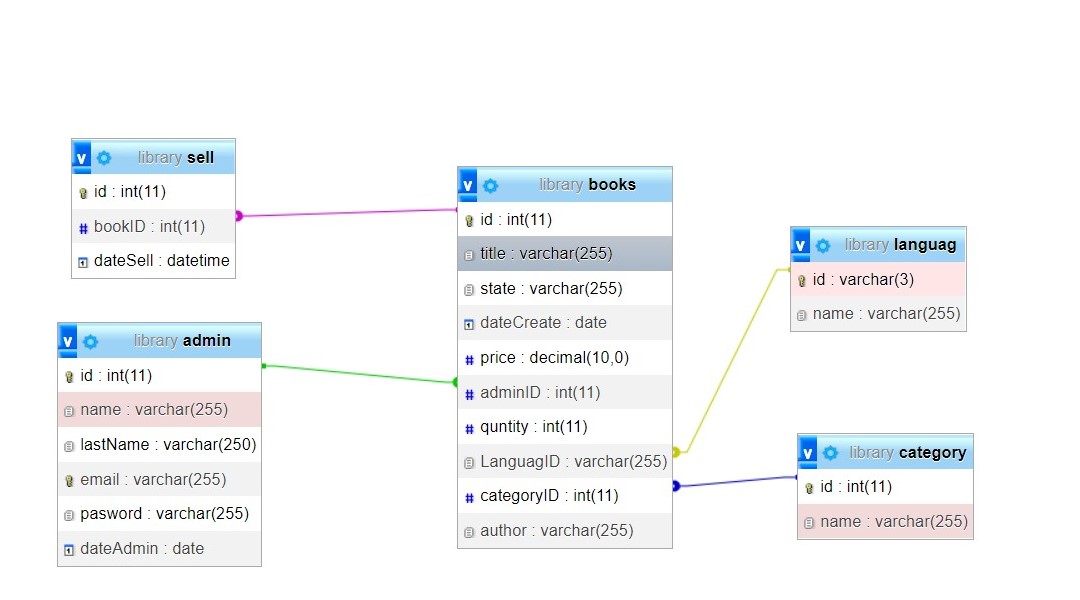 v library sell
id : int(11)
# bookID : int(11)
dateSell : datetime
v library admin
id : int(11)
name : varchar(255)
lastName : varchar(250)
email : varchar(255)
pasword : varchar(255)
dateAdmin : date
v library books
id : int(11)
title : varchar(255)
state : varchar(255)
dateCreate : date
# price : decimal(10,0)
# adminID : int(11)
# quntity : int(11)
LanguagID : varchar(255)
# categoryID : int(11)
author : varchar(255)
v library languag
id : varchar(3)
name : varchar(255)
v library category
id : int(11)
name : varchar(255)